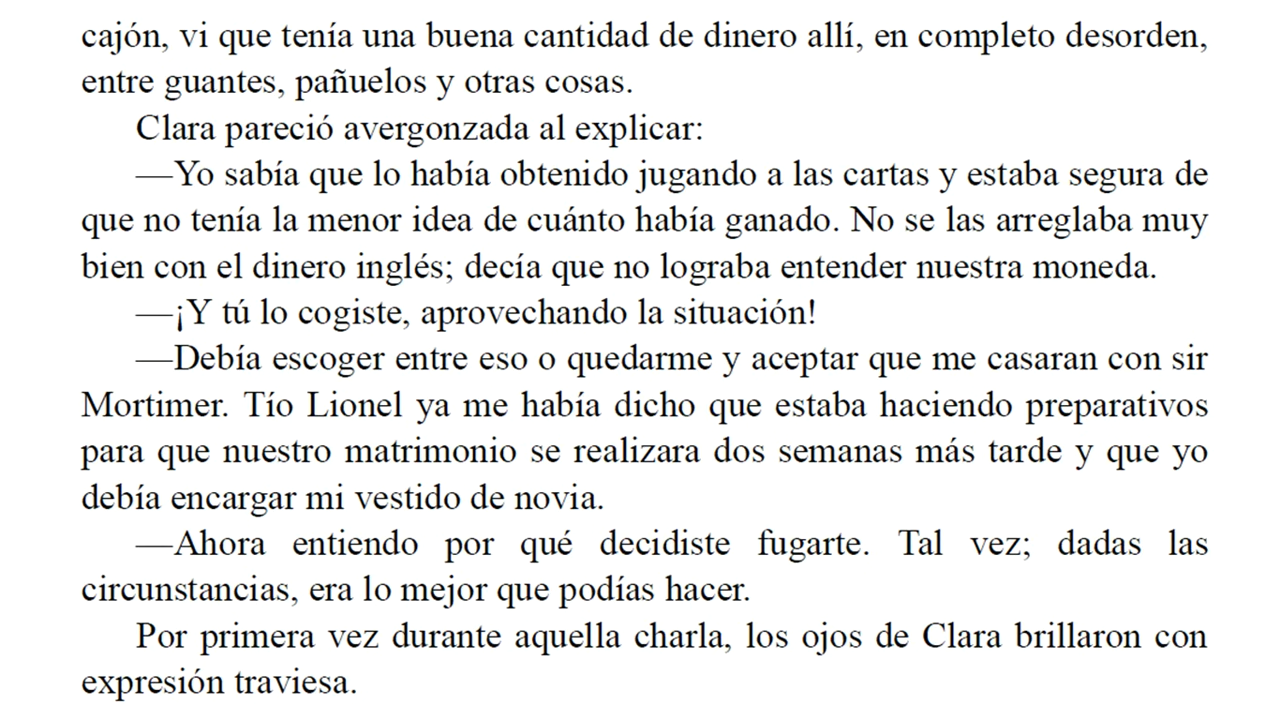 cajón, vi que tenía una buena cantidad de dinero allí, en completo desorden,
entre guantes, pañuelos y otras cosas.
Clara pareció avergonzada al explicar:
—Yo sabía que lo había obtenido jugando a las cartas y estaba segura de
que no tenía la menor idea de cuánto había ganado. No se las arreglaba muy
bien con el dinero inglés; decía que no lograba entender nuestra moneda.
—¡Y tú lo cogiste, aprovechando la situación!
—Debía escoger entre eso o quedarme y aceptar que me casaran con sir
Mortimer. Tío Lionel ya me había dicho que estaba haciendo preparativos
para que nuestro matrimonio se realizara dos semanas más tarde y que yo
debía encargar mi vestido de novia.
—Ahora entiendo por qué decidiste fugarte. Tal vez; dadas las
circunstancias, era lo mejor que podías hacer.
Por primera vez durante aquella charla, los ojos de Clara brillaron con
expresión traviesa.